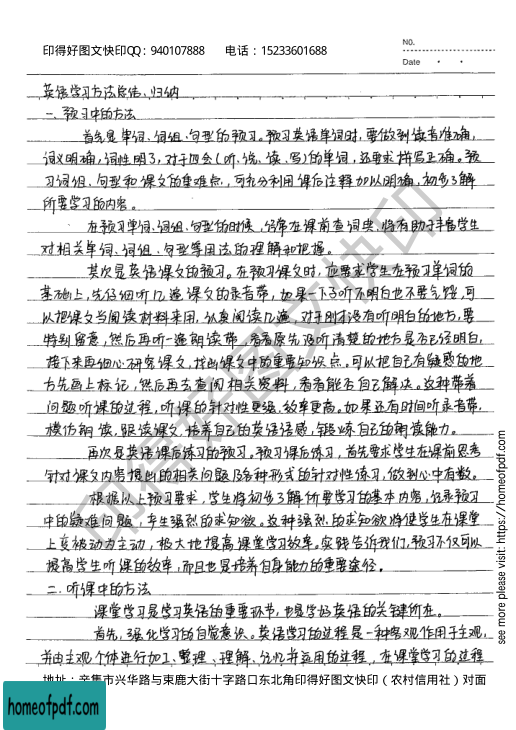 印得好图文快印QQ：940107888 电话：15233601688
NO.
Date
英语学习方法总结、归纳
一、预习中的方法
首先是单词、词组、句型的预习。预习英语单词时，要做到读音准确，
词义明确，词性明了，对于四会（听、说、读、写）的单词，还要求拼写正确。预
习词组、句型和课文的重难点，可充分利用课后注释加以明确，初步了解
所要学习的内容。
在预习单词、词组、句型的时候，经常在课前查词典，将有助于丰富学生
对相关单词、词组、句型等用法的理解和把握。
其次是英语课文的预习。在预习课文时，应要求学生在预习单词的
基础上，先仔细听几遍课文的录音带，如果一下子听不明白也不要气馁，可
以把课文当阅读材料来用，认真阅读几遍，对于刚才没有听明白的地方，要
特别留意，然后再听一遍朗读带，看看原先没听清楚的地方是否已经明白，
接下来再细心研究课文，找出课文中的重要知识点。可以把自己有疑惑的地
方先画上标记，然后再去查阅相关资料，看看能否自己解决。这种带着
问题听课的过程，听课的针对性更强，效率更高。如果还有时间听录音带，
模仿朗读，跟读课文，培养自己的英语语感，锻炼自己的朗读能力。
再次是英语课后练习的预习。预习课后练习，首先要求学生在课前思考
针对课文内容提出的相关问题及各种形式的针对性练习，做到心中有数。
根据以上预习要求，学生将初步了解所要学习的基本内容，记录预习
中的疑难问题，产生强烈的求知欲。这种强烈的求知欲将使学生在课堂
上变被动为主动，极大地提高课堂学习效率。实践告诉我们，预习不仅可以
提高学生听课的效率，而且也是培养自身能力的重要途径。
二、听课中的方法
课堂学习是学习英语的重要环节，也是学好英语的关键所在。
首先，强化学习的自觉意识。英语学习的过程是一种客观作用于主观，
并由主观个体进行加工、整理、理解、记忆并运用的过程，在课堂学习的过程
地址：辛集市兴华路与束鹿大街十字路口东北角印得好图文快印（农村信用社）对面
印得好图文快印
see more please visit: https://homeofpdf.com
homeofpdf.com